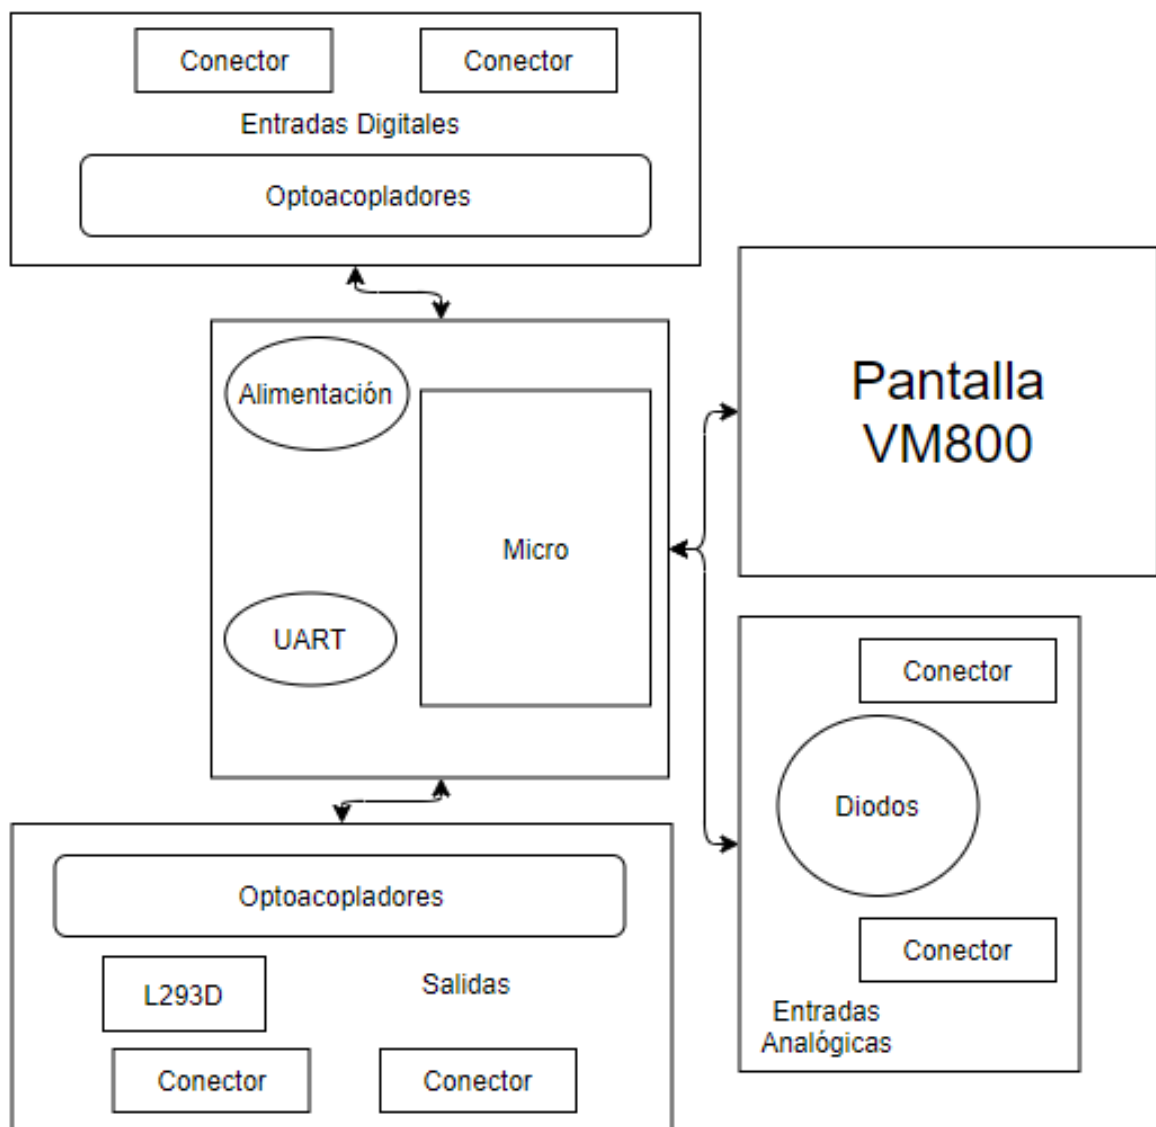 Conector
Conector
Entradas Digitales
Optoacopladores
Alimentación
Micro
UART
Pantalla
VM800
Conector
Diodos
Conector
Entradas
Analógicas
Optoacopladores
L293D
Salidas
Conector
Conector